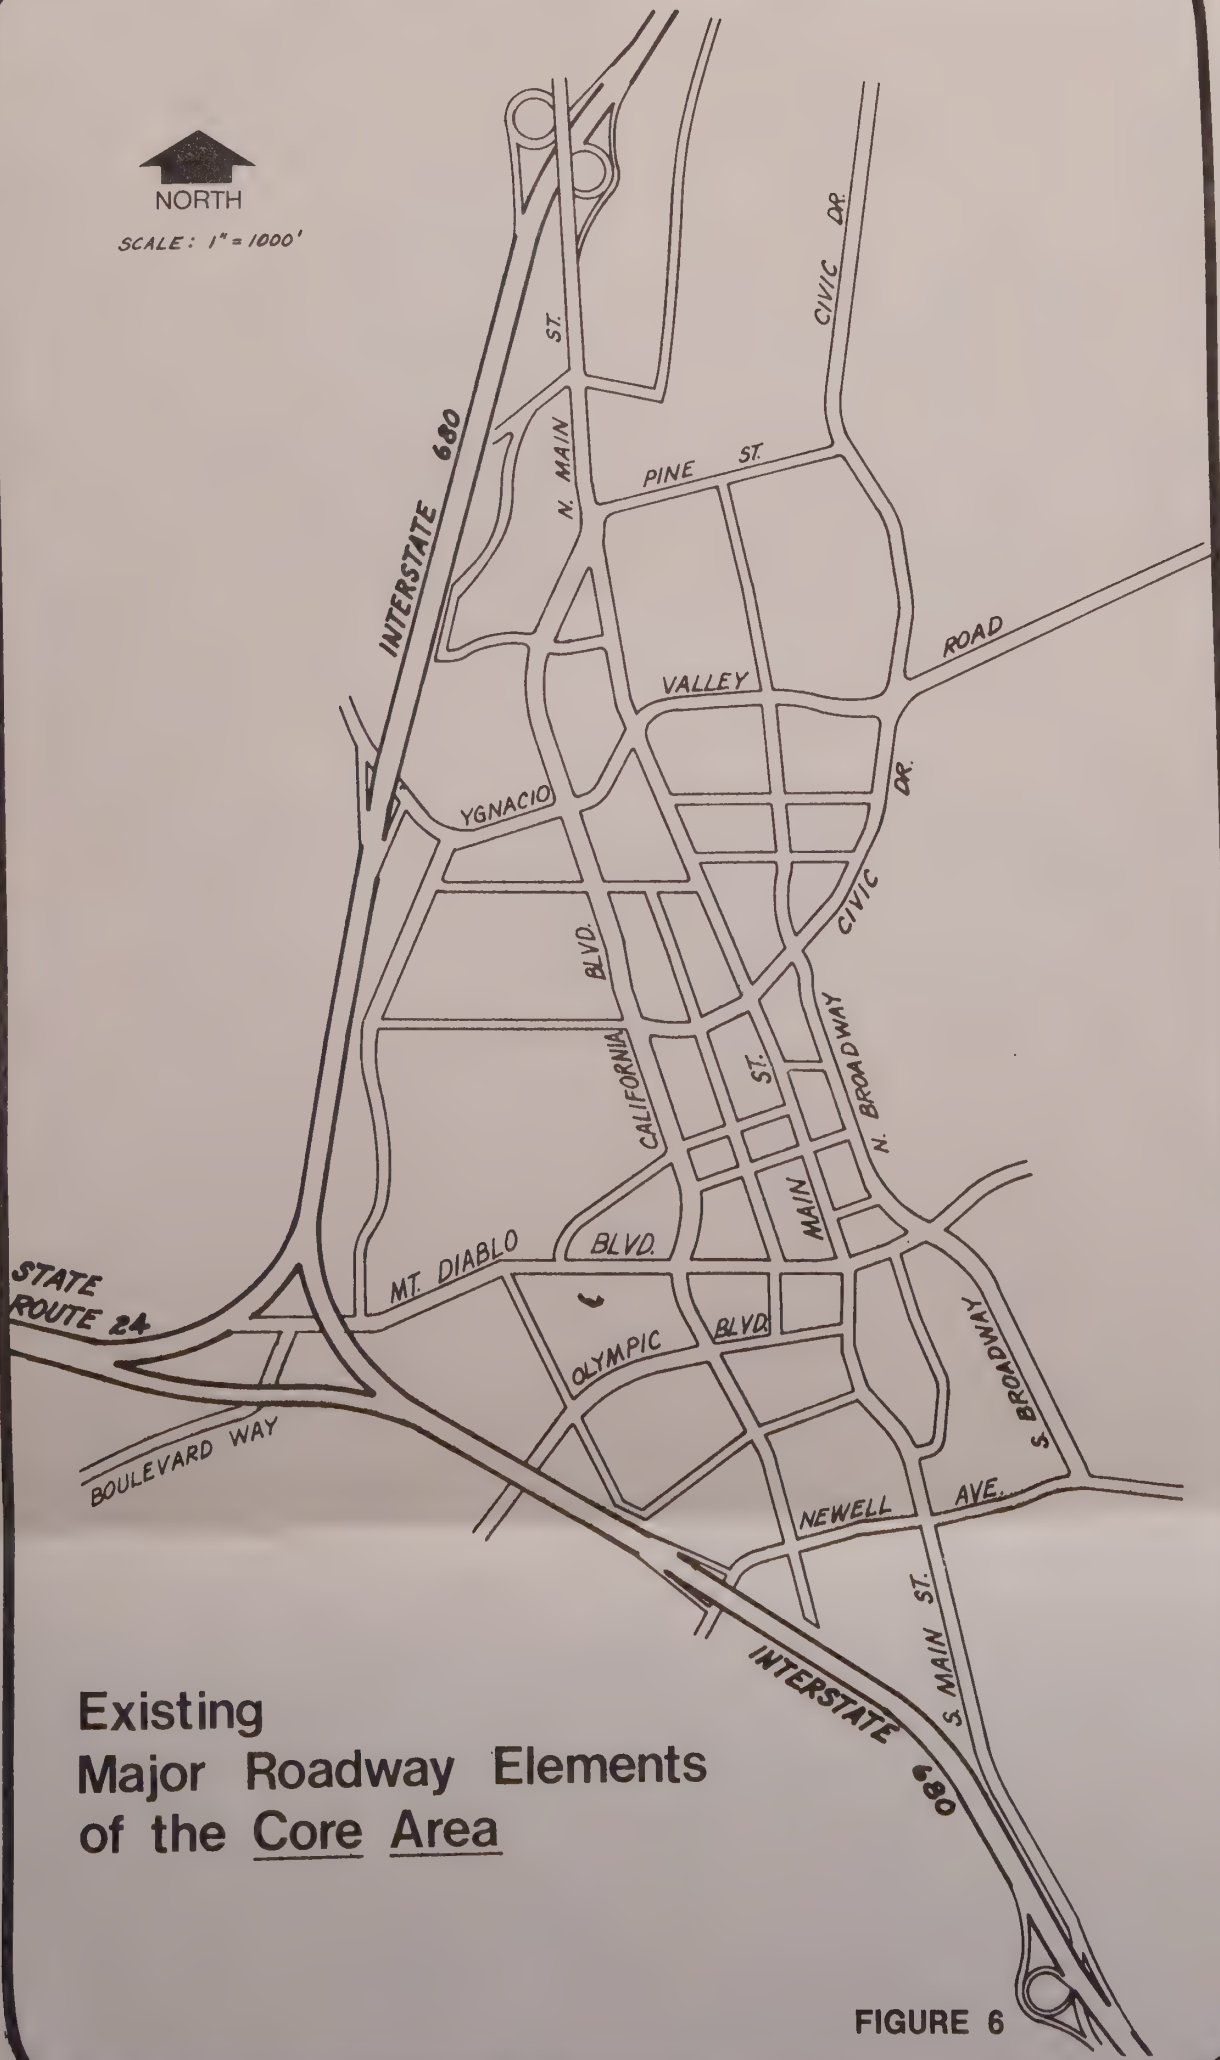 NORTH
SCALE: 1" = 1000'
CIVIC DR.
ST.
INTERSTATE 680
N. MAIN
PINE ST.
ROAD
VALLEY
YGNACIO
DR.
CIVIC
BLVD.
CALIFORNIA
ST.
N. BROADWAY
MAIN
STATE
ROUTE 24
MT. DIABLO
BLVD.
OLYMPIC
BLVD.
S. BROADWAY
BOULEVARD WAY
NEWELL
AVE.
S. MAIN ST.
INTERSTATE
680
Existing
Major Roadway Elements
of the Core Area
FIGURE 6